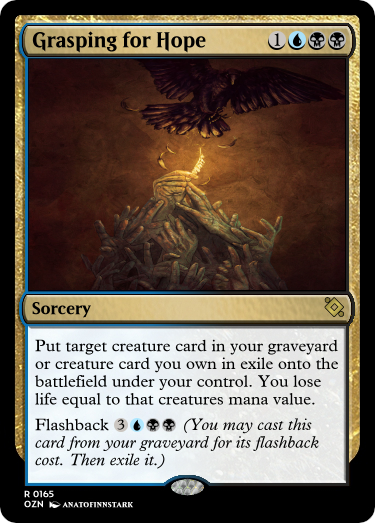 Grasping for Hope 1
Sorcery
Put target creature card in your graveyard
or creature card you own in exile onto the
battlefield under your control. You lose
life equal to that creatures mana value.
Flashback 3 (You may cast this
card from your graveyard for its flashback
cost. Then exile it.)
R 0165
OZN ANATOFINNSTARK